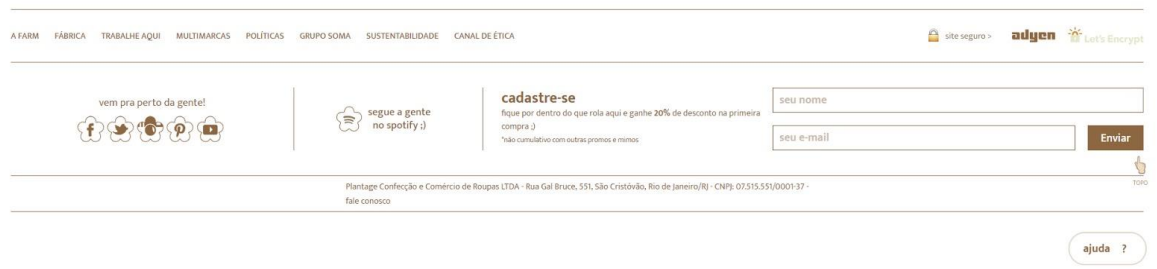 A FARM FÁBRICA TRABALHE AQUI MULTIMARCAS POLÍTICAS GRUPO SOMA SUSTENTABILIDADE CANAL DE ÉTICA
site seguro > adyen Let's Encrypt
vem pra perto da gente!
segue a gente
no spotify ;)
cadastre-se
fique por dentro do que rola aqui e ganhe 20% de desconto na primeira
compra ;)
*não cumulativo com outras promos e mimos
seu nome
seu e-mail
Enviar
TOPO
Plantage Confecção e Comércio de Roupas LTDA - Rua Gal Bruce, 551, São Cristóvão, Rio de Janeiro/RJ - CNPJ: 07.515.551/0001-37 -
fale conosco
ajuda ?